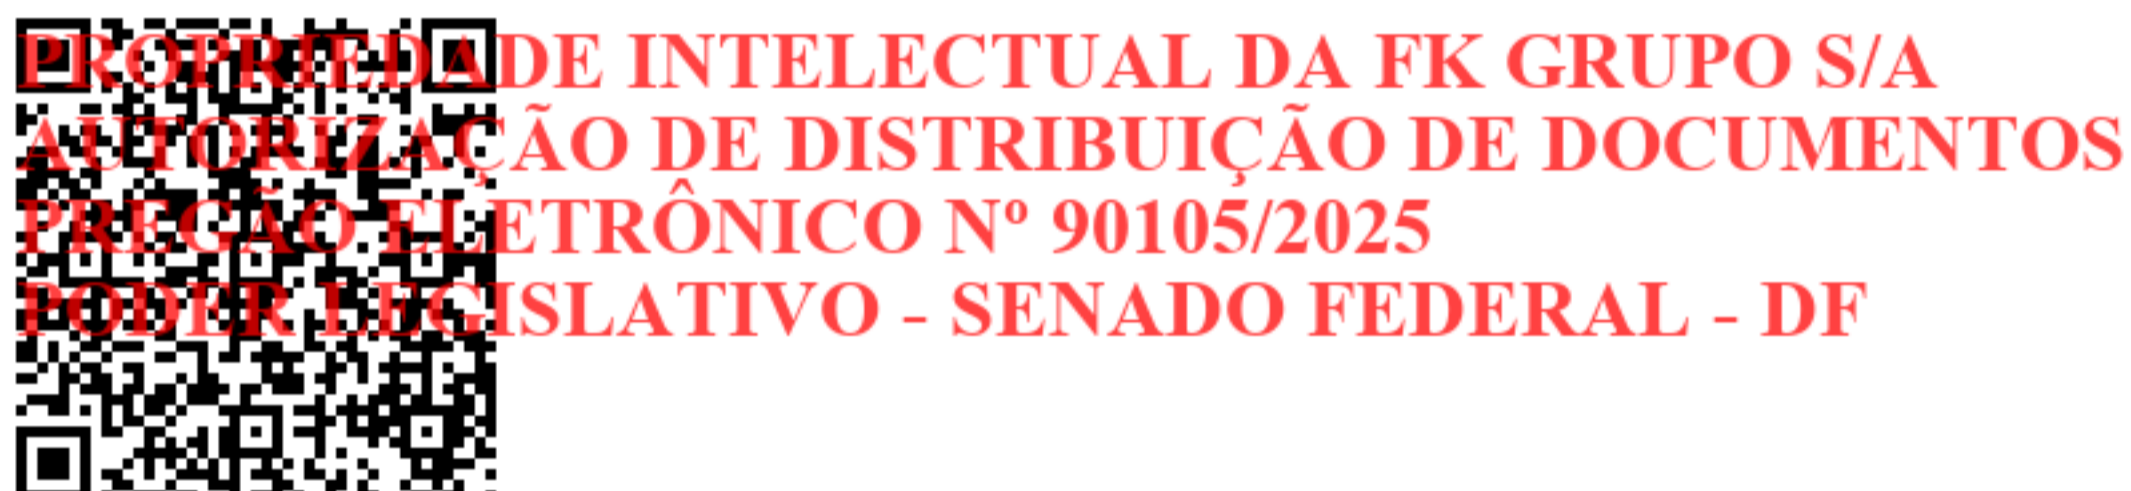 PROPRIEDADE INTELECTUAL DA FK GRUPO S/A
AUTORIZAÇÃO DE DISTRIBUIÇÃO DE DOCUMENTOS
PREGÃO ELETRÔNICO Nº 90105/2025
PODER LEGISLATIVO - SENADO FEDERAL - DF